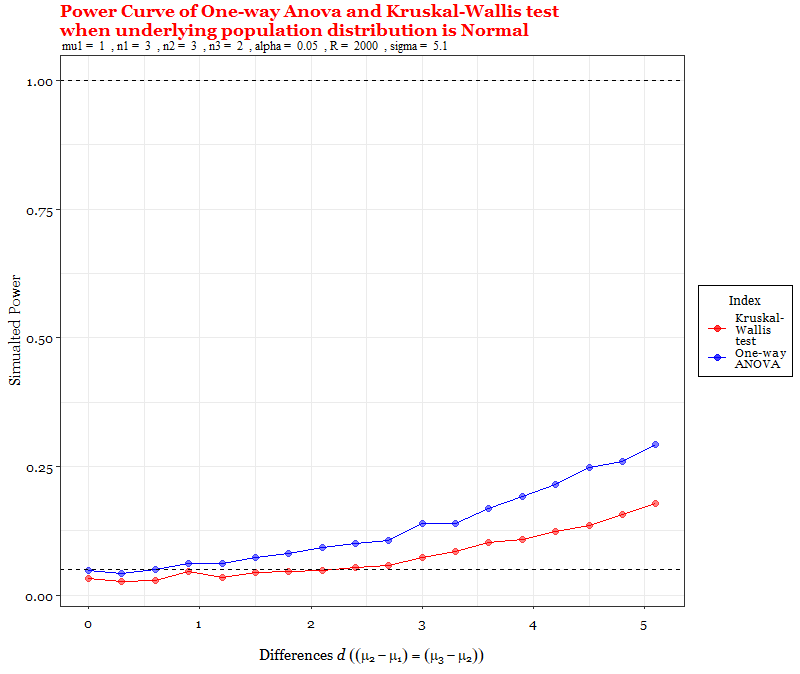 Power Curve of One-way Anova and Kruskal-Wallis test
when underlying population distribution is Normal
mu1 = 1 , n1 = 3 , n2 = 3 , n3 = 2 , alpha = 0.05 , R = 2000 , sigma = 5.1
1.00
0.75
0.50
0.25
0.00
Simualted Power
0 1 2 3 4 5
Differences d ((μ₂ − μ₁) = (μ₃ − μ₂))
Index
Kruskal-
Wallis
test
One-way
ANOVA